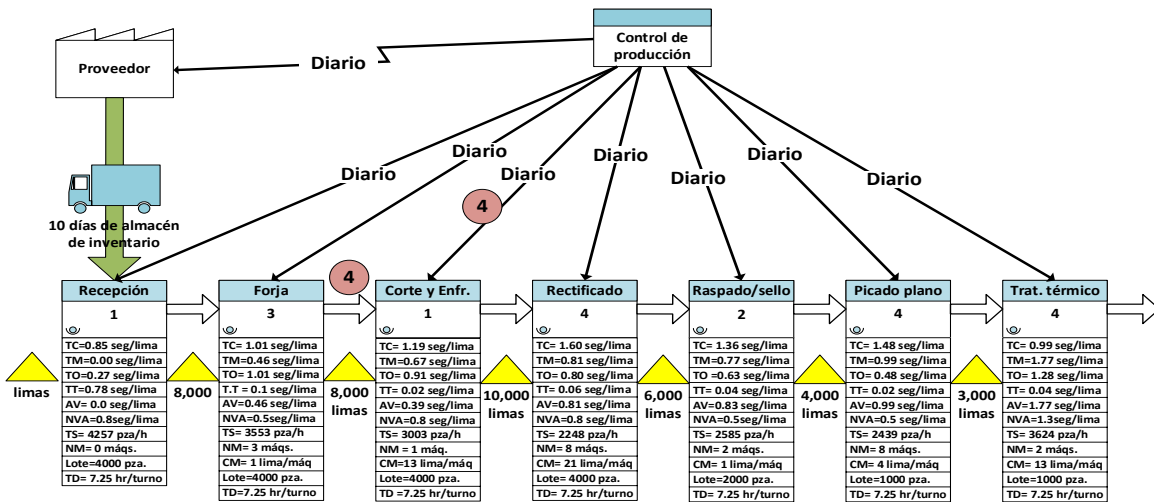 Control de
producción
Proveedor
Diario
Diario
Diario
Diario
Diario
Diario
Diario
Diario
4
10 días de almacén
de inventario
4
Recepción
1
TC=0.85 seg/lima
TM=0.00 seg/lima
TO=0.27 seg/lima
TT=0.78 seg/lima
AV=0.0 seg/lima
NVA=0.8seg/lima
TS= 4257 pza/h
NM= 0 máqs.
Lote=4000 pza.
TD= 7.25 hr/turno
Forja
3
TC= 1.01 seg/lima
TM=0.46 seg/lima
TO= 1.01 seg/lima
T.T = 0.1 seg/lima
AV=0.46 seg/lima
NVA=0.5seg/lima
TS= 3553 pza/h
NM= 3 máqs.
CM= 1 lima/máq
Lote=4000 pza.
TD= 7.25 hr/turno
Corte y Enfr.
1
TC= 1.19 seg/lima
TM=0.67 seg/lima
TO= 0.91 seg/lima
TT= 0.02 seg/lima
AV=0.39 seg/lima
NVA=0.8 seg/lima
TS= 3003 pza/h
NM = 1 máq.
CM=13 lima/máq
Lote=4000 pza.
TD =7.25 hr/turno
Rectificado
4
TC= 1.60 seg/lima
TM=0.81 seg/lima
TO= 0.80 seg/lima
TT= 0.06 seg/lima
AV=0.81 seg/lima
NVA=0.8 seg/lima
TS= 2248 pza/h
NM= 8 máqs.
CM= 21 lima/máq
Lote= 4000 pza.
TD= 7.25 hr/turno
Raspado/sello
2
TC= 1.36 seg/lima
TM=0.77 seg/lima
TO =0.63 seg/lima
TT= 0.04 seg/lima
AV=0.83 seg/lima
NVA=0.5seg/lima
TS= 2585 pza/h
NM= 2 máqs.
CM= 1 lima/máq
Lote=2000 pza.
TD= 7.25 hr/turno
Picado plano
4
TC= 1.48 seg/lima
TM=0.99 seg/lima
TO= 0.48 seg/lima
TT= 0.02 seg/lima
AV=0.99 seg/lima
NVA=0.5 seg/lima
TS= 2439 pza/h
NM= 8 máqs.
CM= 4 lima/máq
Lote=1000 pza.
TD= 7.25 hr/turno
Trat. térmico
4
TC= 0.99 seg/lima
TM=1.77 seg/lima
TO= 1.28 seg/lima
TT= 0.04 seg/lima
AV=1.77 seg/lima
NVA=1.3seg/lima
TS= 3624 pza/h
NM= 2 máqs.
CM= 13 lima/máq
Lote=1000 pza.
TD= 7.25 hr/turno
limas
8,000
8,000
limas
10,000
limas
6,000
limas
4,000
limas
3,000
limas